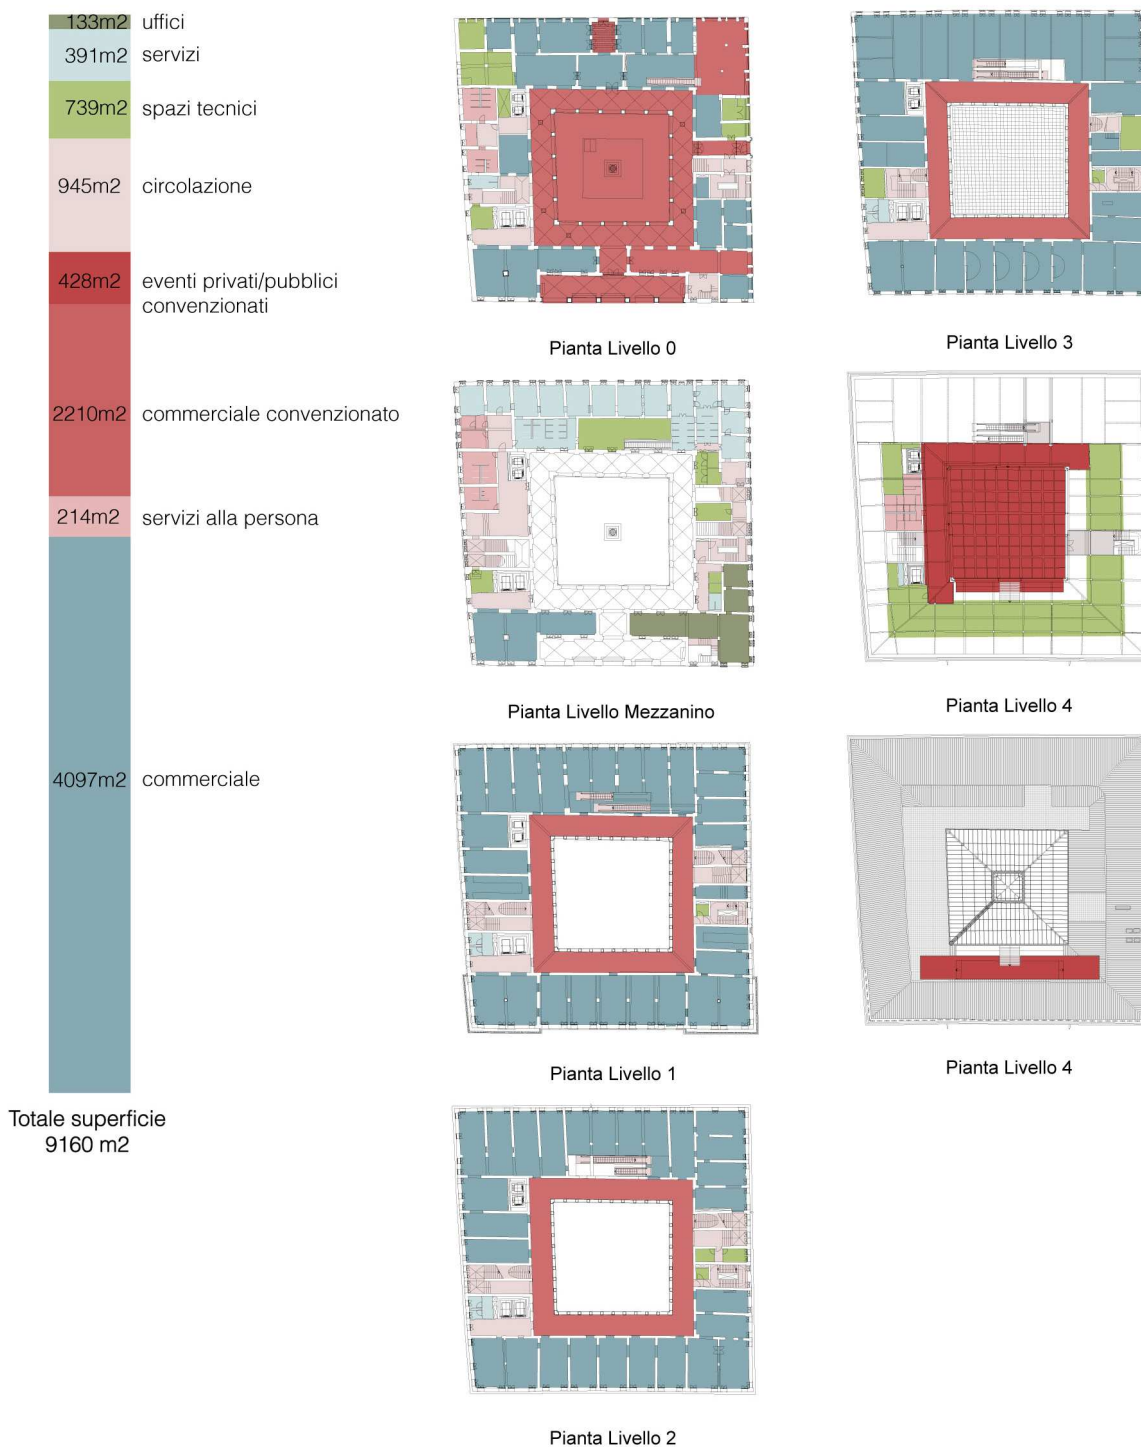 133m2 uffici
391m2 servizi
739m2 spazi tecnici
945m2 circolazione
428m2 eventi privati/pubblici
convenzionati
2210m2 commerciale convenzionato
214m2 servizi alla persona
4097m2 commerciale
Totale superficie
9160 m2
Pianta Livello 0
Pianta Livello Mezzanino
Pianta Livello 1
Pianta Livello 2
Pianta Livello 3
Pianta Livello 4
Pianta Livello 4